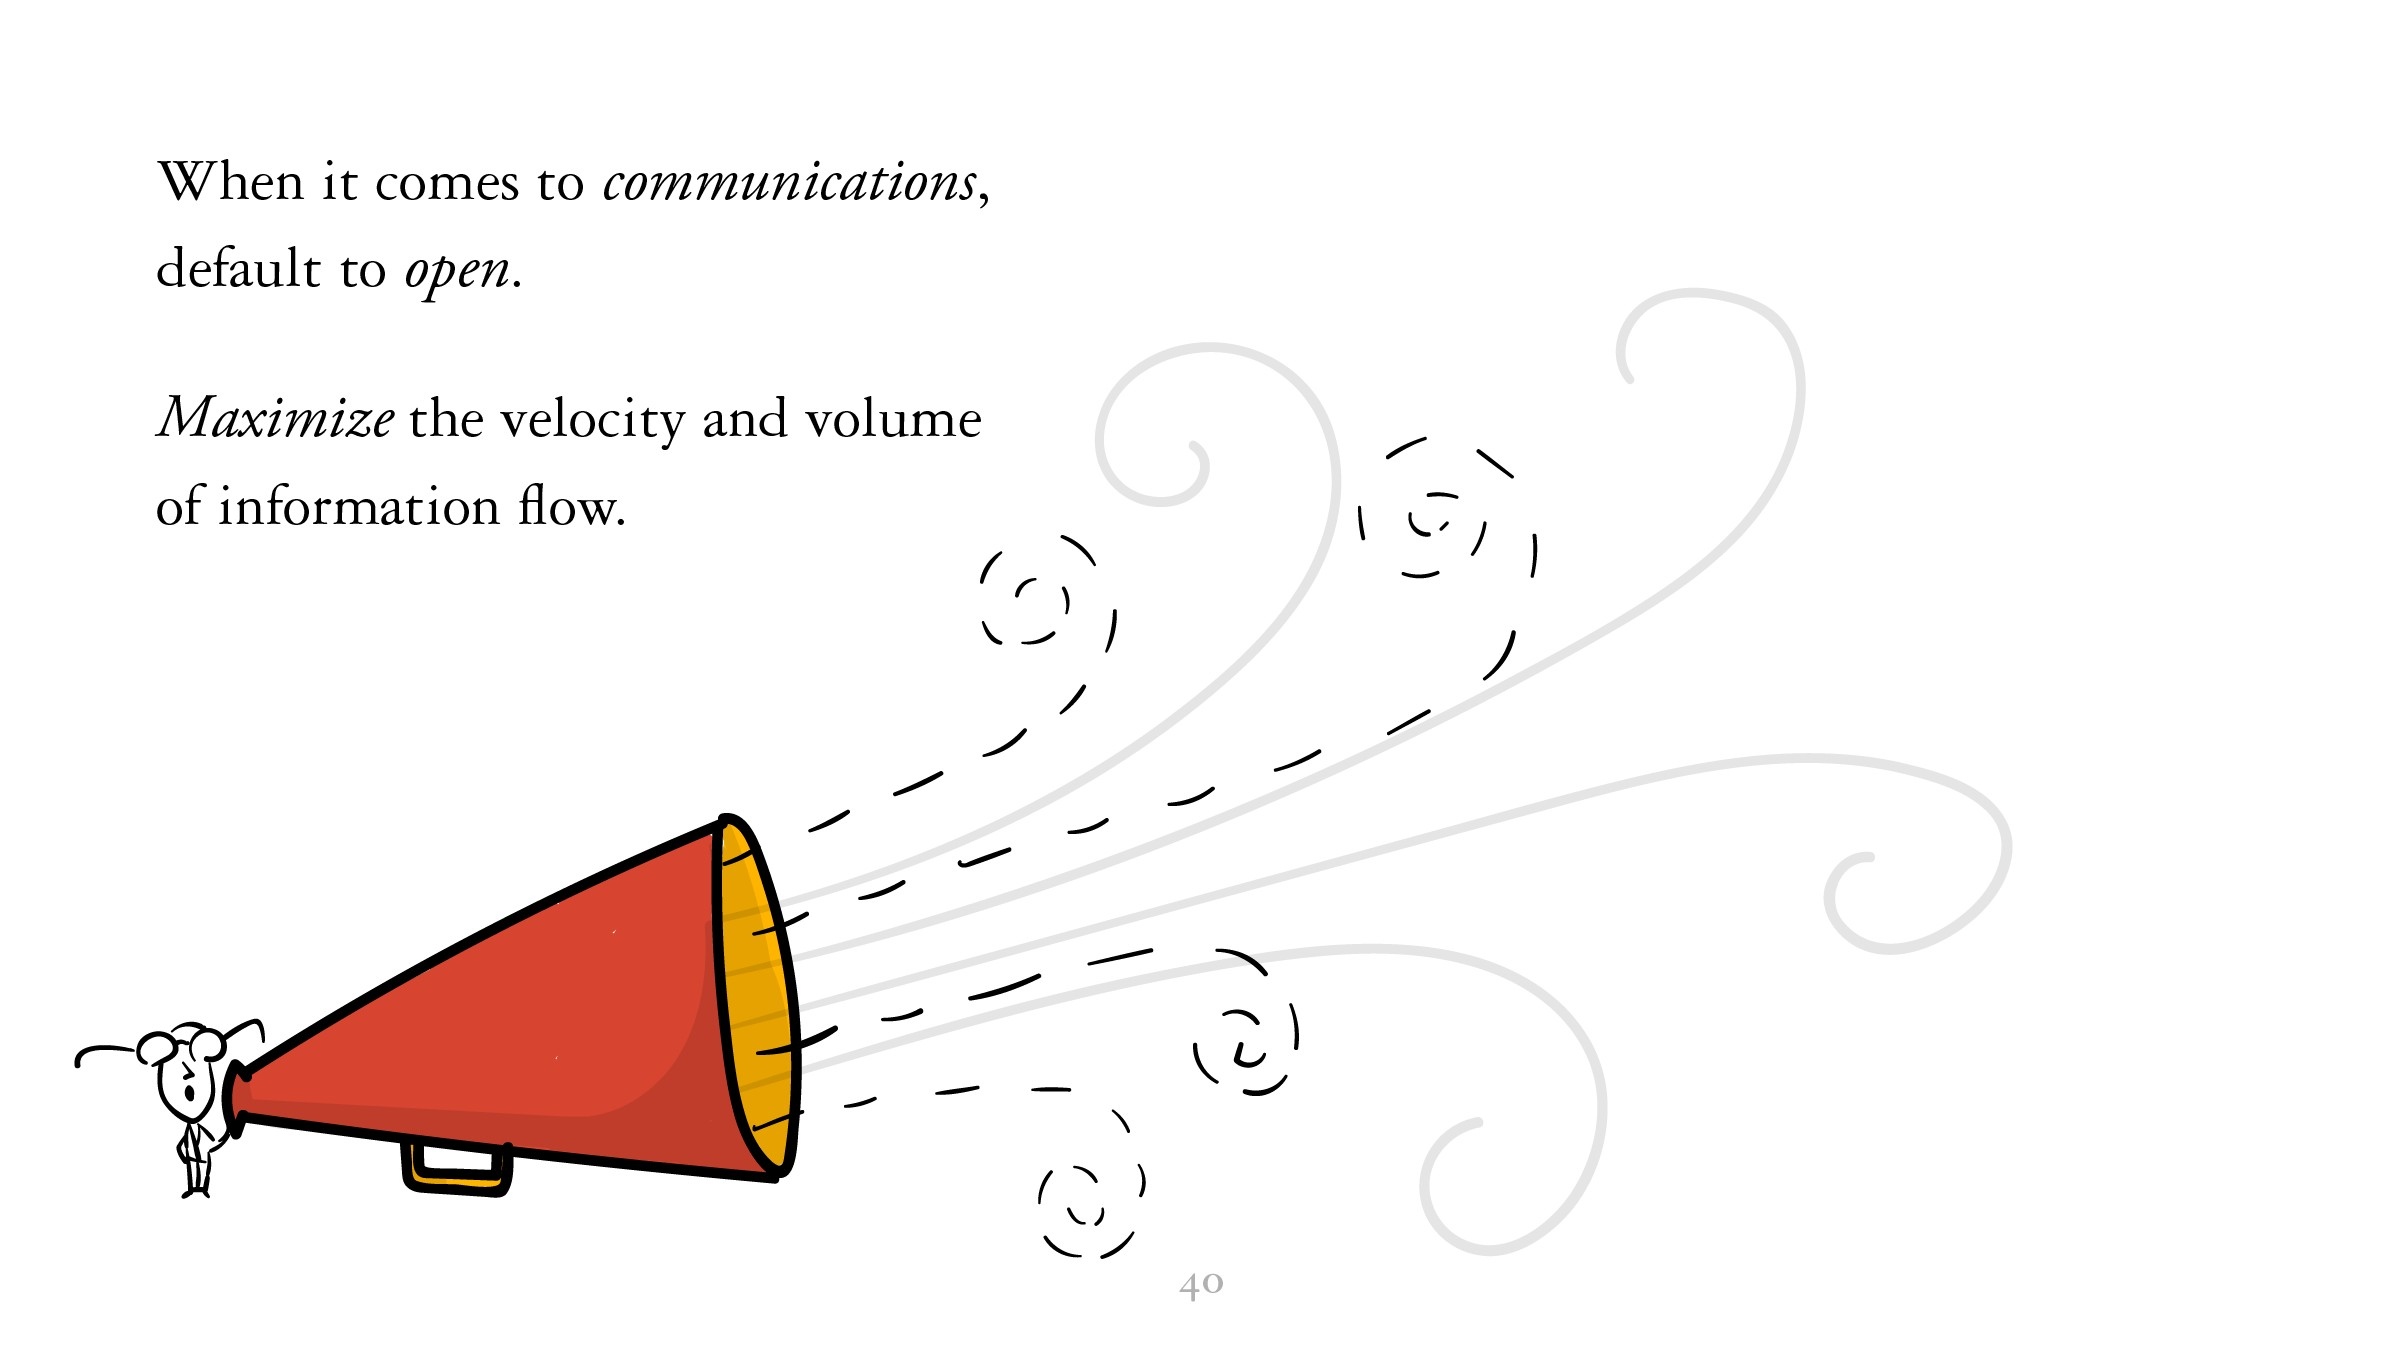 When it comes to communications,
default to open.
Maximize the velocity and volume
of information flow.
40